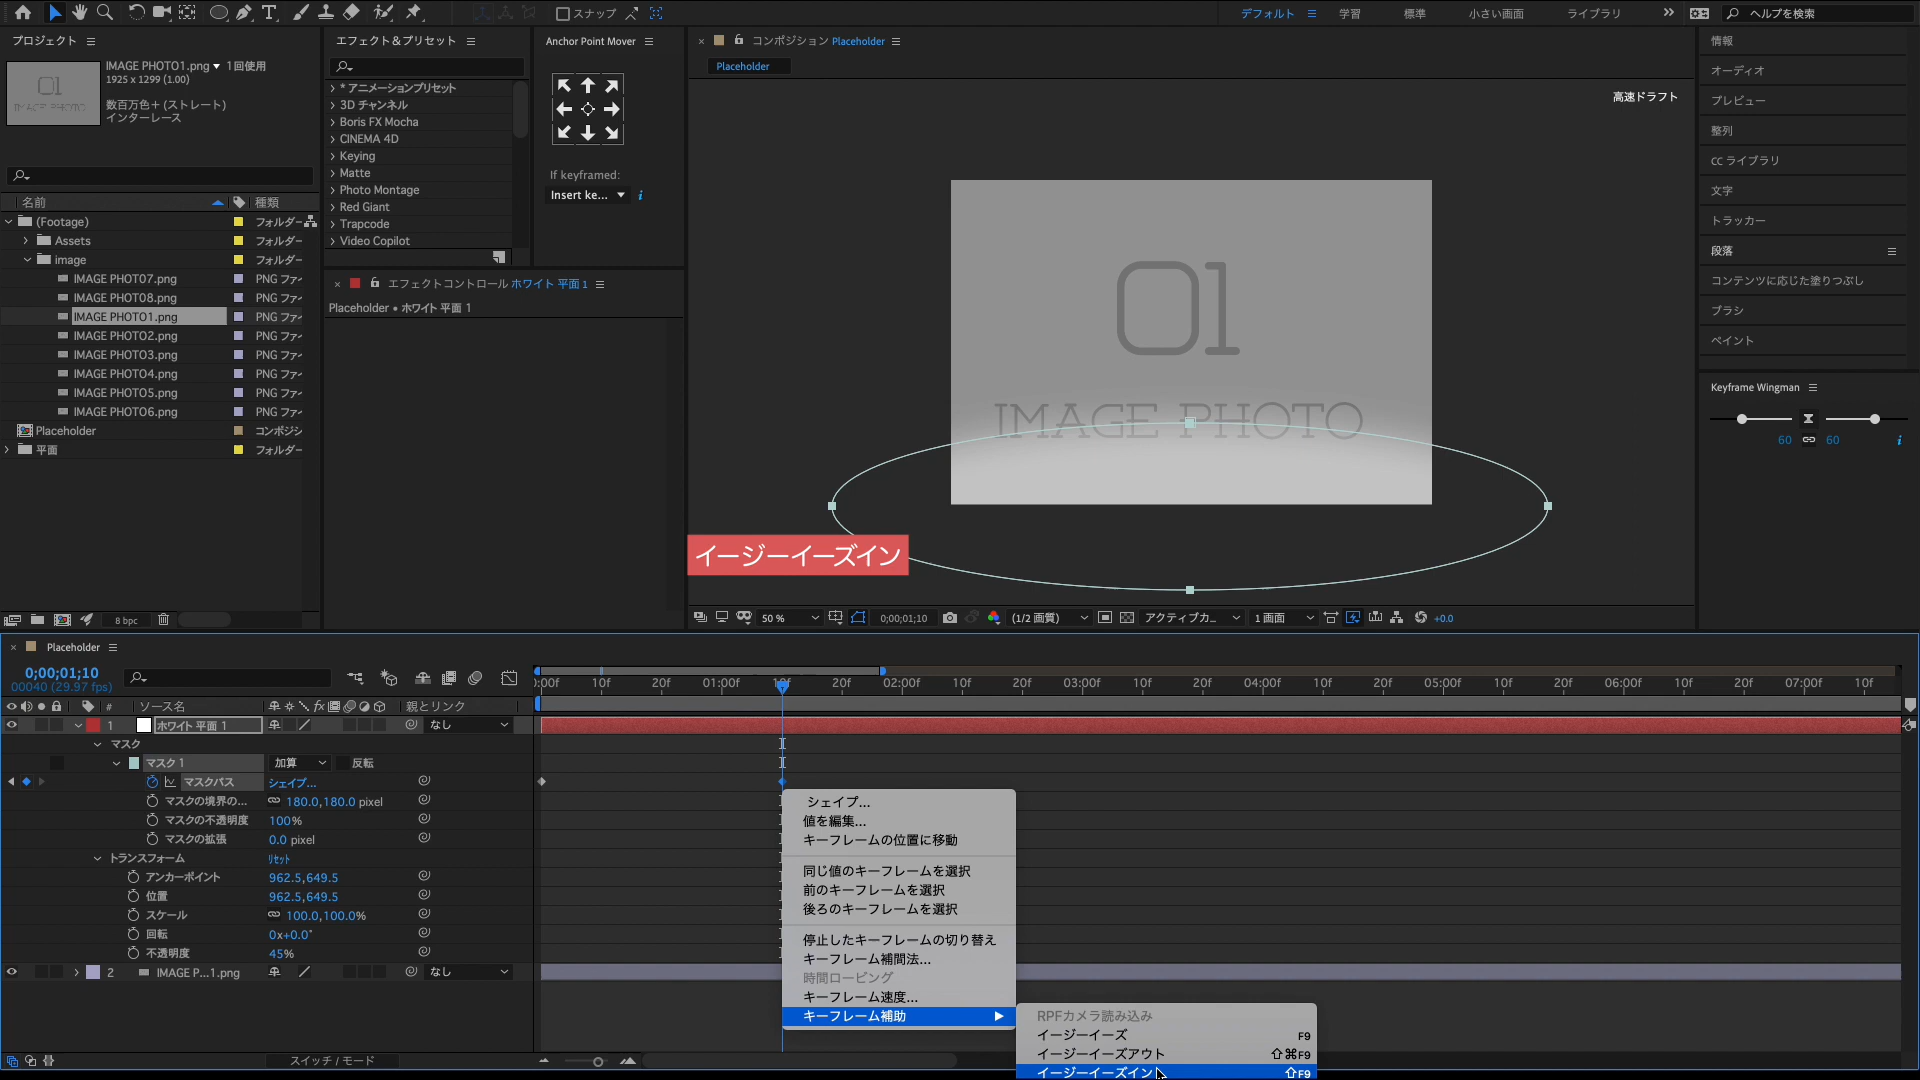 スナップ
デフォルト
学習
標準
小さい画面
ライブラリ
ヘルプを検索
プロジェクト
IMAGE PHOTO1.png
1回使用
1925 x 1299 (1.00)
数百万色＋(ストレート)
インターレース
名前
種類
(Footage)
フォルダー
Assets
フォルダー
image
フォルダー
IMAGE PHOTO7.png
PNG ファイ
IMAGE PHOTO8.png
PNG ファイ
IMAGE PHOTO1.png
PNG ファイ
IMAGE PHOTO2.png
PNG ファイ
IMAGE PHOTO3.png
PNG ファイ
IMAGE PHOTO4.png
PNG ファイ
IMAGE PHOTO5.png
PNG ファイ
IMAGE PHOTO6.png
PNG ファイ
Placeholder
コンポジシ
平面
フォルダー
8 bpc
エフェクト＆プリセット
* アニメーションプリセット
3D チャンネル
Boris FX Mocha
CINEMA 4D
Keying
Matte
Photo Montage
Red Giant
Trapcode
Video Copilot
エフェクトコントロール ホワイト 平面 1
Placeholder • ホワイト 平面 1
Anchor Point Mover
If keyframed:
Insert ke...
i
コンポジション Placeholder
Placeholder
高速ドラフト
01
IMAGE PHOTO
イージーイーズイン
50 %
0;00;01;10
(1/2 画質)
アクティブカ...
1 画面
+0.0
情報
オーディオ
プレビュー
整列
CC ライブラリ
文字
トラッカー
段落
コンテンツに応じた塗りつぶし
ブラシ
ペイント
Keyframe Wingman
60
60
i
Placeholder
0;00;01;10
00040 (29.97 fps)
):00f
10f
20f
01:00f
10f
20f
02:00f
10f
20f
03:00f
10f
20f
04:00f
10f
20f
05:00f
10f
20f
06:00f
10f
20f
07:00f
10f
#
ソース名
fx
親とリンク
1
ホワイト 平面 1
なし
マスク
マスク 1
加算
反転
マスクパス
シェイプ...
マスクの境界の...
180.0,180.0 pixel
マスクの不透明度
100%
マスクの拡張
0.0 pixel
トランスフォーム
リセット
アンカーポイント
962.5,649.5
位置
962.5,649.5
スケール
100.0,100.0%
回転
0x+0.0°
不透明度
45%
2
IMAGE P...1.png
なし
スイッチ / モード
シェイプ...
値を編集...
キーフレームの位置に移動
同じ値のキーフレームを選択
前のキーフレームを選択
後ろのキーフレームを選択
停止したキーフレームの切り替え
キーフレーム補間法...
時間ロービング
キーフレーム速度...
キーフレーム補助
RPFカメラ読み込み
イージーイーズ
F9
イージーイーズアウト
⇧⌘F9
イージーイーズイン
⇧F9